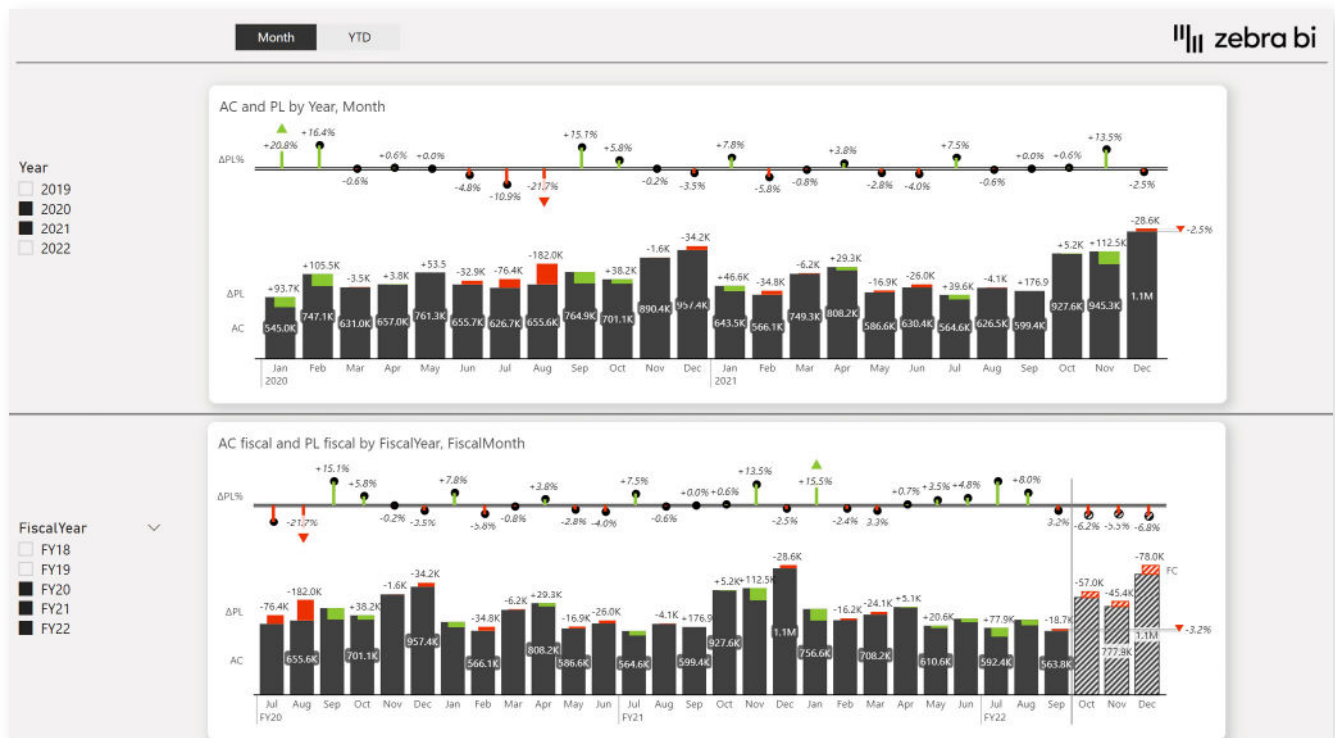 Month YTD
zebra bi
Year
2019
2020
2021
2022
AC and PL by Year, Month
+20.8% +16.4% -0.6% +0.6% +0.0% -4.8% -10.9% -21.7% +15.1% +5.8% -0.2% -3.5% +7.8% -5.8% -0.8% +3.8% -2.8% -4.0% +7.5% -0.6% +0.0% +0.6% +13.5% -2.5%
ΔPL%
+93.7K +105.5K -3.5K +3.8K +53.5 -32.9K -76.4K -182.0K +38.2K -1.6K -34.2K +46.6K -34.8K -6.2K +29.3K -16.9K -26.0K +39.6K -4.1K +176.9 +5.2K +112.5K -28.6K -2.5%
ΔPL
AC
545.0K 747.1K 631.0K 657.0K 761.3K 655.7K 626.7K 655.6K 764.9K 701.1K 890.4K 957.4K 643.5K 566.1K 749.3K 808.2K 586.6K 630.4K 564.6K 626.5K 599.4K 927.6K 945.3K 1.1M
Jan Feb Mar Apr May Jun Jul Aug Sep Oct Nov Dec Jan Feb Mar Apr May Jun Jul Aug Sep Oct Nov Dec
2020 2021
FiscalYear
FY18
FY19
FY20
FY21
FY22
AC fiscal and PL fiscal by FiscalYear, FiscalMonth
-21.7% +15.1% +5.8% -0.2% -3.5% +7.8% -5.8% -0.8% +3.8% -2.8% -4.0% +7.5% -0.6% +0.0% +0.6% +13.5% -2.5% +15.5% -2.4% 3.3% +0.7% +3.5% +4.8% +8.0% 3.2% -6.2% -5.5% -6.8%
ΔPL%
-76.4K -182.0K +38.2K -1.6K -34.2K -34.8K -6.2K +29.3K -16.9K -26.0K -4.1K +176.9 +5.2K +112.5K -28.6K -16.2K -24.1K +5.1K +20.6K +77.9K -18.7K -57.0K -45.4K -78.0K
FC
ΔPL
-3.2%
AC
655.6K 701.1K 957.4K 566.1K 808.2K 586.6K 564.6K 599.4K 927.6K 1.1M 756.6K 708.2K 610.6K 592.4K 563.8K 777.9K 1.1M
Jul Aug Sep Oct Nov Dec Jan Feb Mar Apr May Jun Jul Aug Sep Oct Nov Dec Jan Feb Mar Apr May Jun Jul Aug Sep Oct Nov Dec
FY20 FY21 FY22